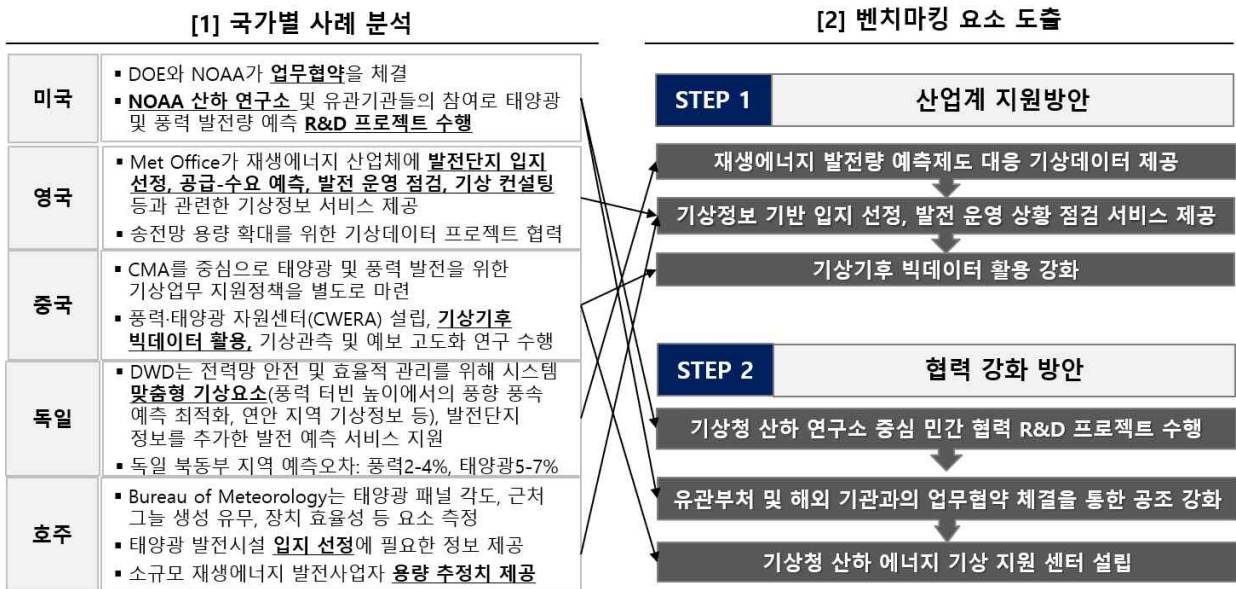 [1] 국가별 사례 분석
미국
▪ DOE와 NOAA가 업무협약을 체결
▪ NOAA 산하 연구소 및 유관기관들의 참여로 태양광
및 풍력 발전량 예측 R&D 프로젝트 수행
영국
▪ Met Office가 재생에너지 산업체에 발전단지 입지
선정, 공급-수요 예측, 발전 운영 점검, 기상 컨설팅
등과 관련한 기상정보 서비스 제공
▪ 송전망 용량 확대를 위한 기상데이터 프로젝트 협력
중국
▪ CMA를 중심으로 태양광 및 풍력 발전을 위한
기상업무 지원정책을 별도로 마련
▪ 풍력·태양광 자원센터(CWERA) 설립, 기상기후
빅데이터 활용, 기상관측 및 예보 고도화 연구 수행
독일
▪ DWD는 전력망 안전 및 효율적 관리를 위해 시스템
맞춤형 기상요소(풍력 터빈 높이에서의 풍향 풍속
예측 최적화, 연안 지역 기상정보 등), 발전단지
정보를 추가한 발전 예측 서비스 지원
▪ 독일 북동부 지역 예측오차: 풍력2-4%, 태양광5-7%
호주
▪ Bureau of Meteorology는 태양광 패널 각도, 근처
그늘 생성 유무, 장치 효율성 등 요소 측정
▪ 태양광 발전시설 입지 선정에 필요한 정보 제공
▪ 소규모 재생에너지 발전사업자 용량 추정치 제공
[2] 벤치마킹 요소 도출
STEP 1 산업계 지원방안
재생에너지 발전량 예측제도 대응 기상데이터 제공
기상정보 기반 입지 선정, 발전 운영 상황 점검 서비스 제공
기상기후 빅데이터 활용 강화
STEP 2 협력 강화 방안
기상청 산하 연구소 중심 민간 협력 R&D 프로젝트 수행
유관부처 및 해외 기관과의 업무협약 체결을 통한 공조 강화
기상청 산하 에너지 기상 지원 센터 설립